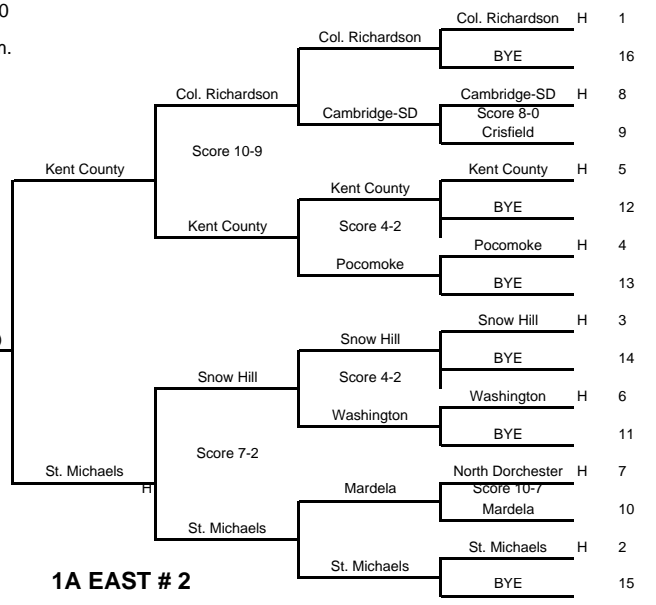 0
Col. Richardson H 1
Col. Richardson
n.
BYE 16
Col. Richardson
Cambridge-SD H 8
Cambridge-SD
Score 8-0
Crisfield 9
Score 10-9
Kent County
Kent County H 5
Kent County
BYE 12
Kent County
Score 4-2
Pocomoke H 4
Pocomoke
BYE 13
Snow Hill H 3
Snow Hill
BYE 14
Snow Hill
Score 4-2
Washington H 6
Washington
BYE 11
Score 7-2
St. Michaels
H
North Dorchester H 7
Mardela
Score 10-7
Mardela 10
St. Michaels
St. Michaels H 2
St. Michaels
BYE 15
1A EAST # 2